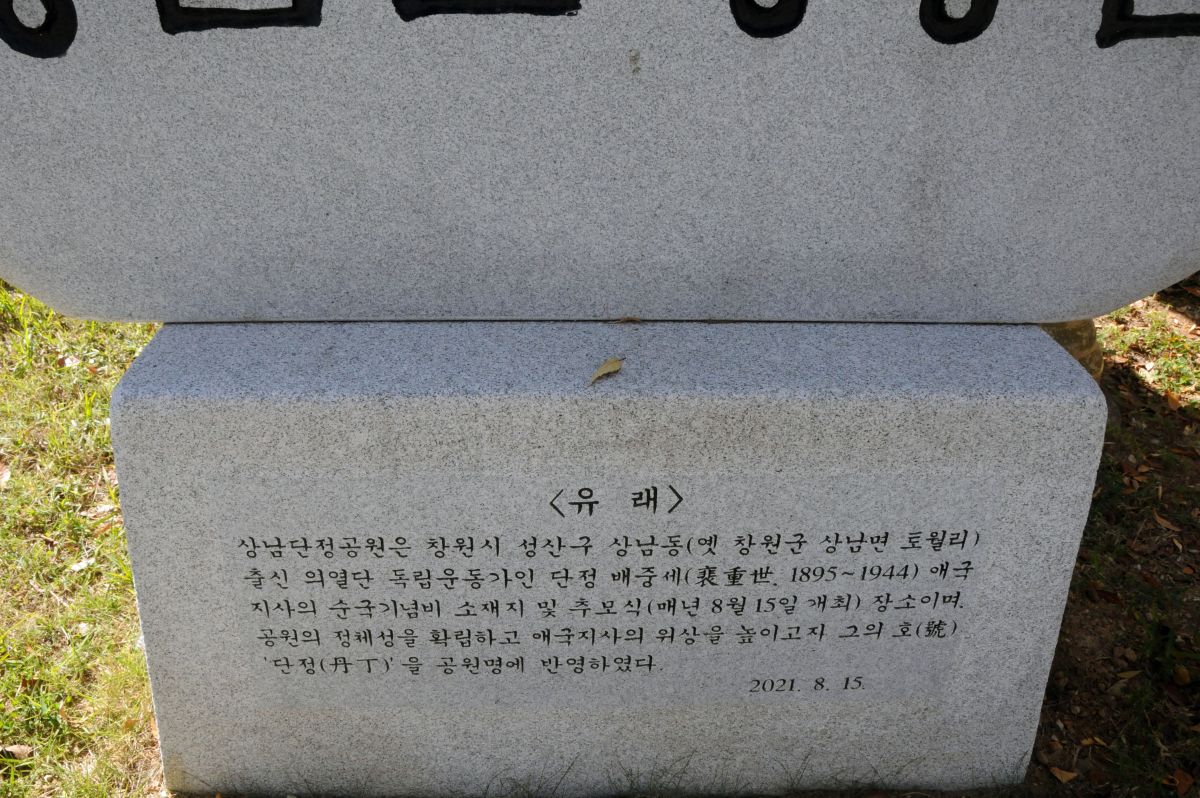 <유 래>
상남단정공원은 창원시 성산구 상남동(옛 창원군 상남면 토월리)
출신 의열단 독립운동가인 단정 배중세(裵重世, 1895~1944) 애국
지사의 순국기념비 소재지 및 추모식(매년 8월 15일 개최) 장소이며,
공원의 정체성을 확립하고 애국지사의 위상을 높이고자 그의 호(號)
'단정(丹丁)'을 공원명에 반영하였다.
2021. 8. 15.